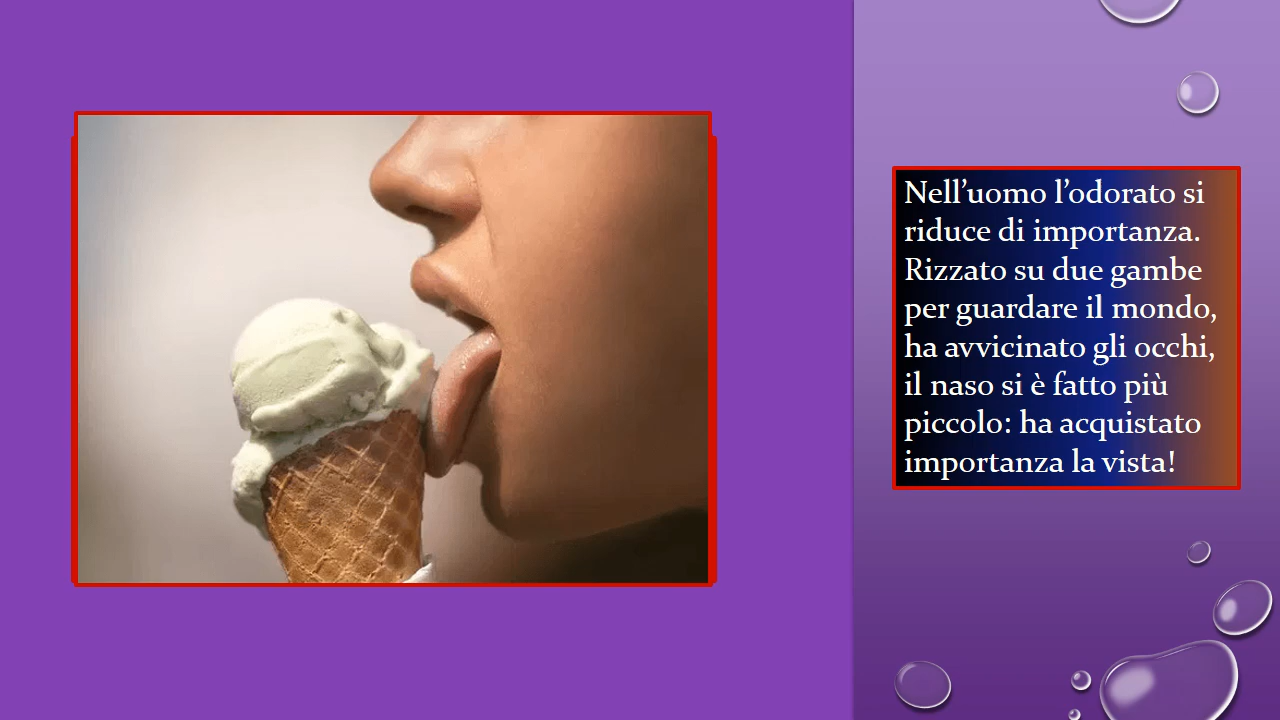 Nell’uomo l’odorato si
riduce di importanza.
Rizzato su due gambe
per guardare il mondo,
ha avvicinato gli occhi,
il naso si è fatto più
piccolo: ha acquistato
importanza la vista!